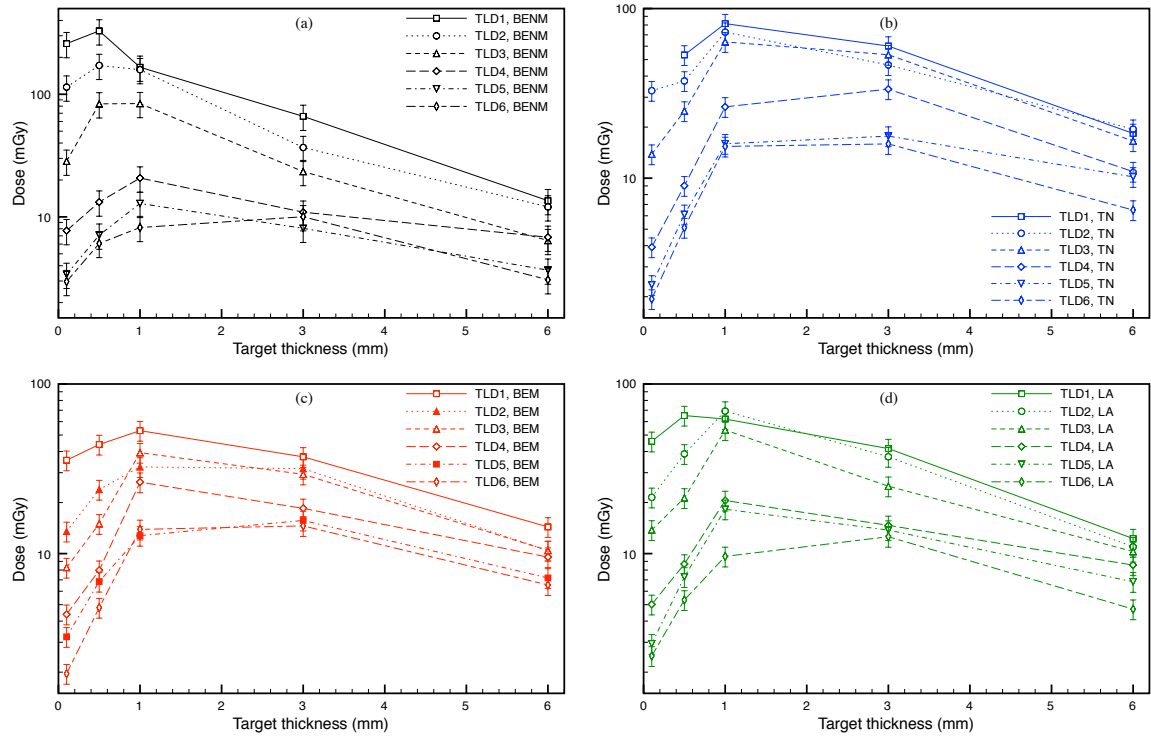 (a)
TLD1, BENM
TLD2, BENM
TLD3, BENM
TLD4, BENM
TLD5, BENM
TLD6, BENM
100
10
Dose (mGy)
0 1 2 3 4 5 6
Target thickness (mm)
(b)
100
10
Dose (mGy)
TLD1, TN
TLD2, TN
TLD3, TN
TLD4, TN
TLD5, TN
TLD6, TN
0 1 2 3 4 5 6
Target thickness (mm)
(c)
TLD1, BEM
TLD2, BEM
TLD3, BEM
TLD4, BEM
TLD5, BEM
TLD6, BEM
100
10
Dose (mGy)
0 1 2 3 4 5 6
Target thickness (mm)
(d)
TLD1, LA
TLD2, LA
TLD3, LA
TLD4, LA
TLD5, LA
TLD6, LA
100
10
Dose (mGy)
0 1 2 3 4 5 6
Target thickness (mm)